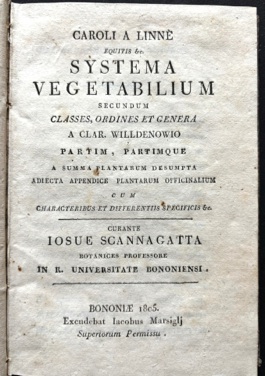 CAROLI A LINNÈ
EQUITIS &c.
SYSTEMA
VEGETABILIUM
SECUNDUM
CLASSES, ORDINES ET GENERA
A CLAR. WILLDENOWIO
PARTIM, PARTIMQUE
A SUMMA PLANTARUM DESUMPTA
ADIECTA APPENDICE PLANTARUM OFFICINALIUM
CUM
CHARACTERIBUS ET DIFFERENTIIS SPECIFICIS &c.
CURANTE
IOSUE SCANNAGATTA
BOTANICES PROFESSORE
IN R. UNIVERSITATE BONONIENSI.
BONONIÆ 1805.
Excudebat Iacobus Marsiglj
Superiorum Permissu.